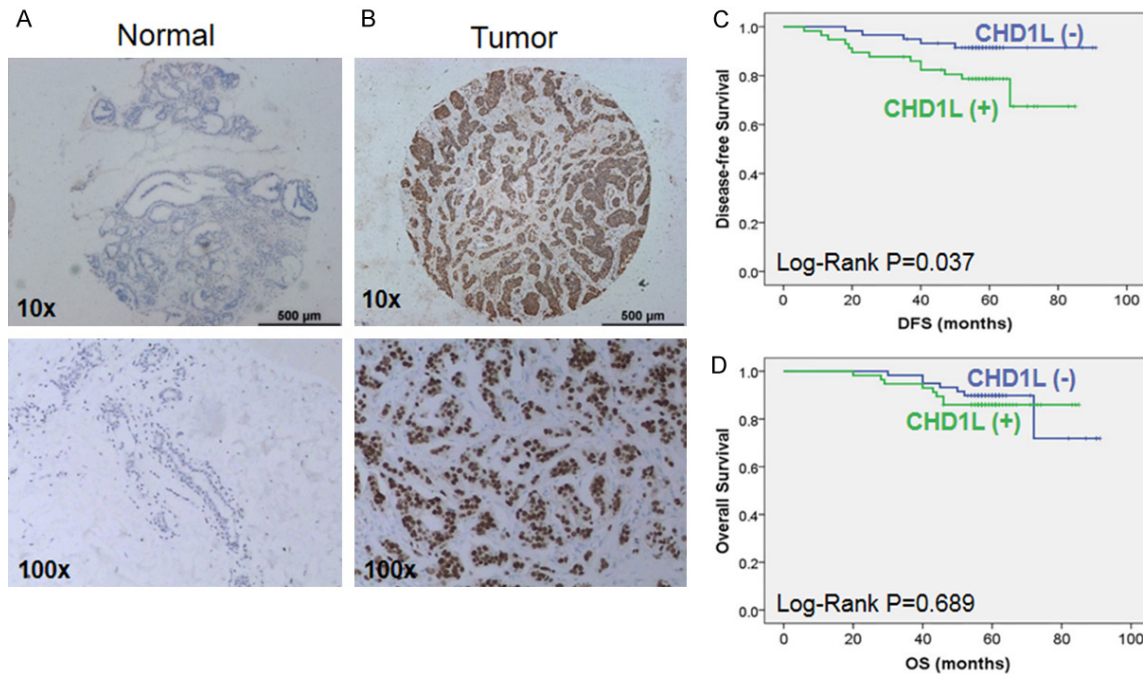 A
Normal
10x
500 µm
100x
B
Tumor
10x
500 µm
100x
C
CHD1L (-)
CHD1L (+)
Log-Rank P=0.037
Disease-free Survival
1.0
0.8
0.6
0.4
0.2
0.0
0 20 40 60 80 100
DFS (months)
D
CHD1L (-)
CHD1L (+)
Log-Rank P=0.689
Overall Survival
1.0
0.8
0.6
0.4
0.2
0.0
0 20 40 60 80 100
OS (months)